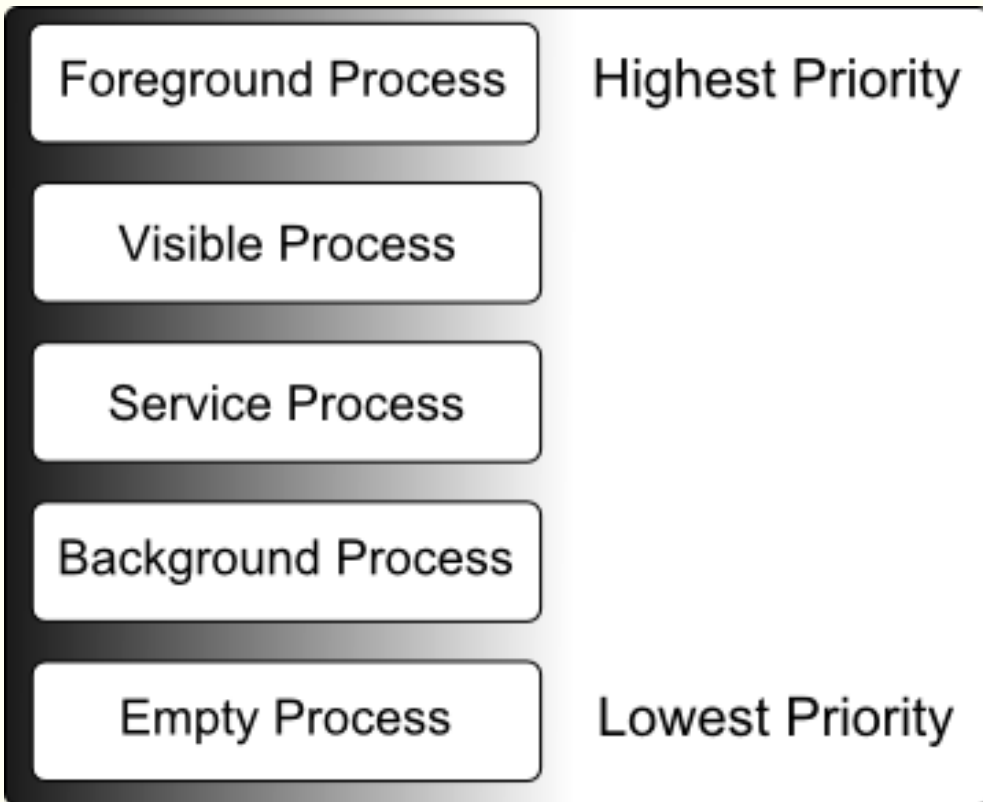 Foreground Process
Highest Priority
Visible Process
Service Process
Background Process
Empty Process
Lowest Priority